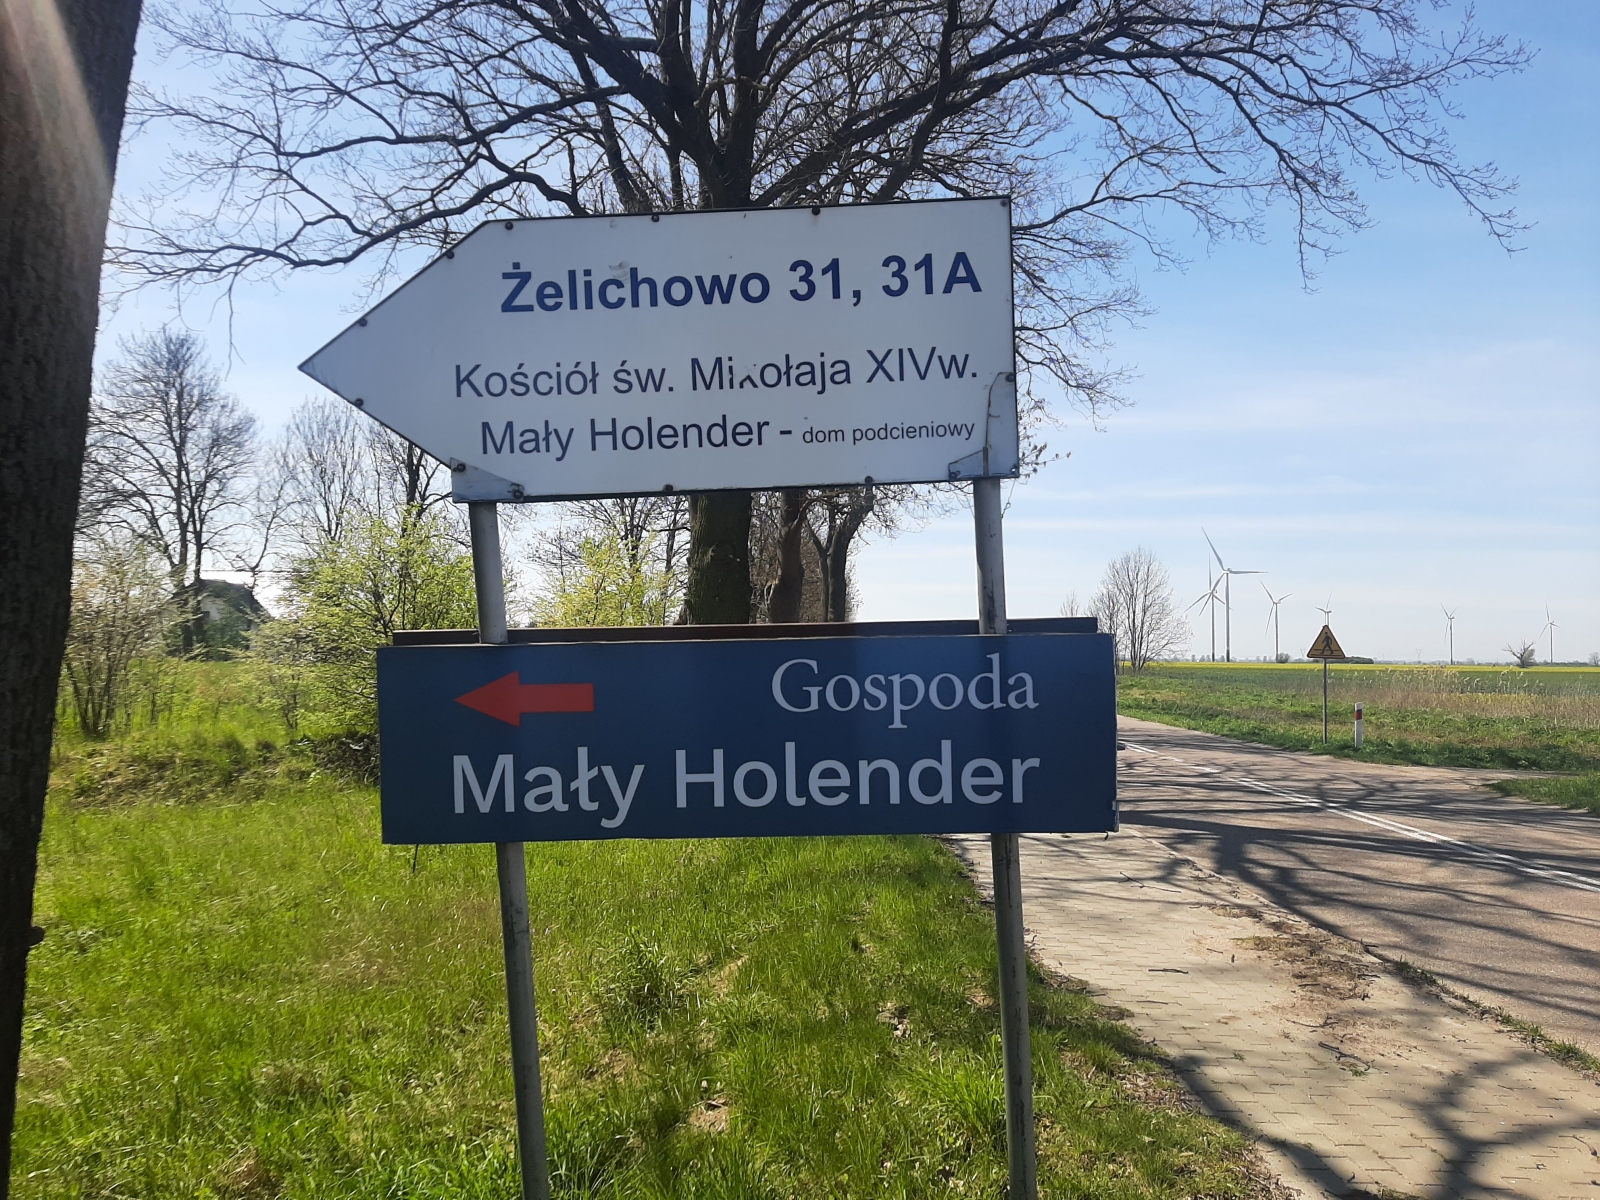 Żelichowo 31, 31A
Kościół św. Mikołaja XIVw.
Mały Holender - dom podcieniowy
Gospoda
Mały Holender